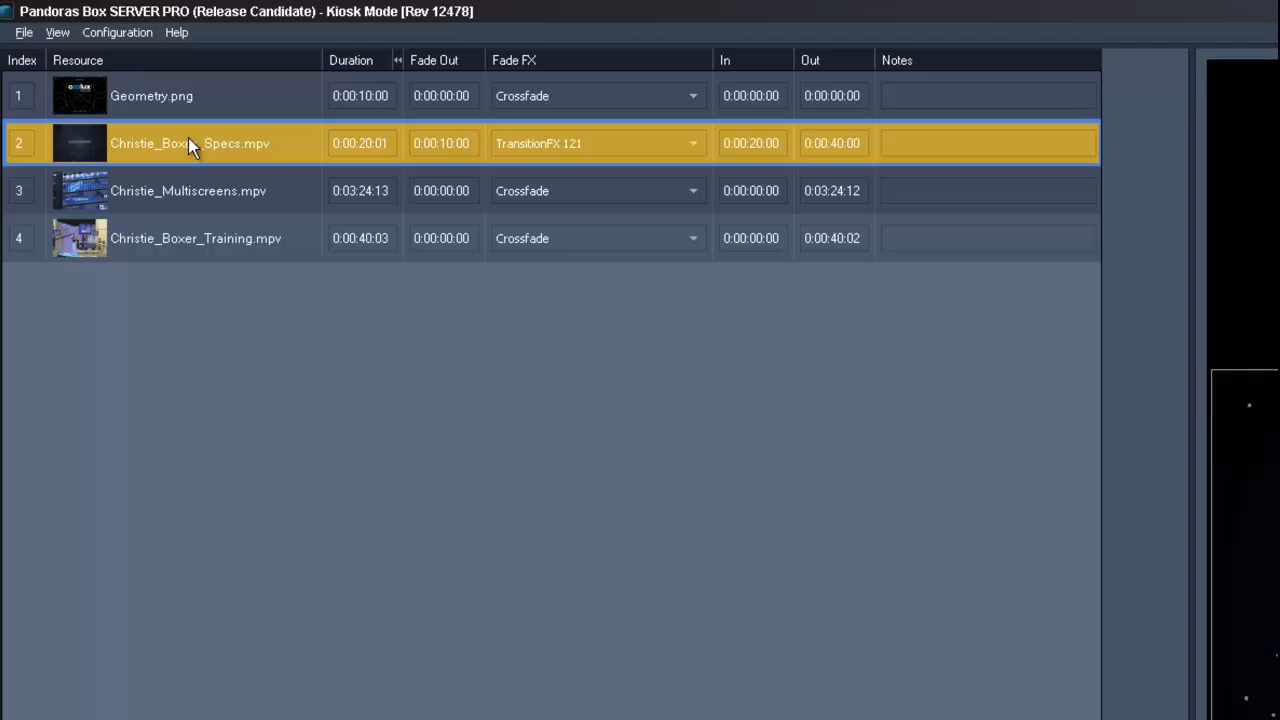 Pandoras Box SERVER PRO (Release Candidate) - Kiosk Mode [Rev 12478]
File View Configuration Help
Index Resource Duration Fade Out Fade FX In Out Notes
1 Geometry.png 0:00:10:00 0:00:00:00 Crossfade 0:00:00:00 0:00:00:00
2 Christie_Boxer_Specs.mpv 0:00:20:01 0:00:10:00 TransitionFX 121 0:00:20:00 0:00:40:00
3 Christie_Multiscreens.mpv 0:03:24:13 0:00:00:00 Crossfade 0:00:00:00 0:03:24:12
4 Christie_Boxer_Training.mpv 0:00:40:03 0:00:00:00 Crossfade 0:00:00:00 0:00:40:02